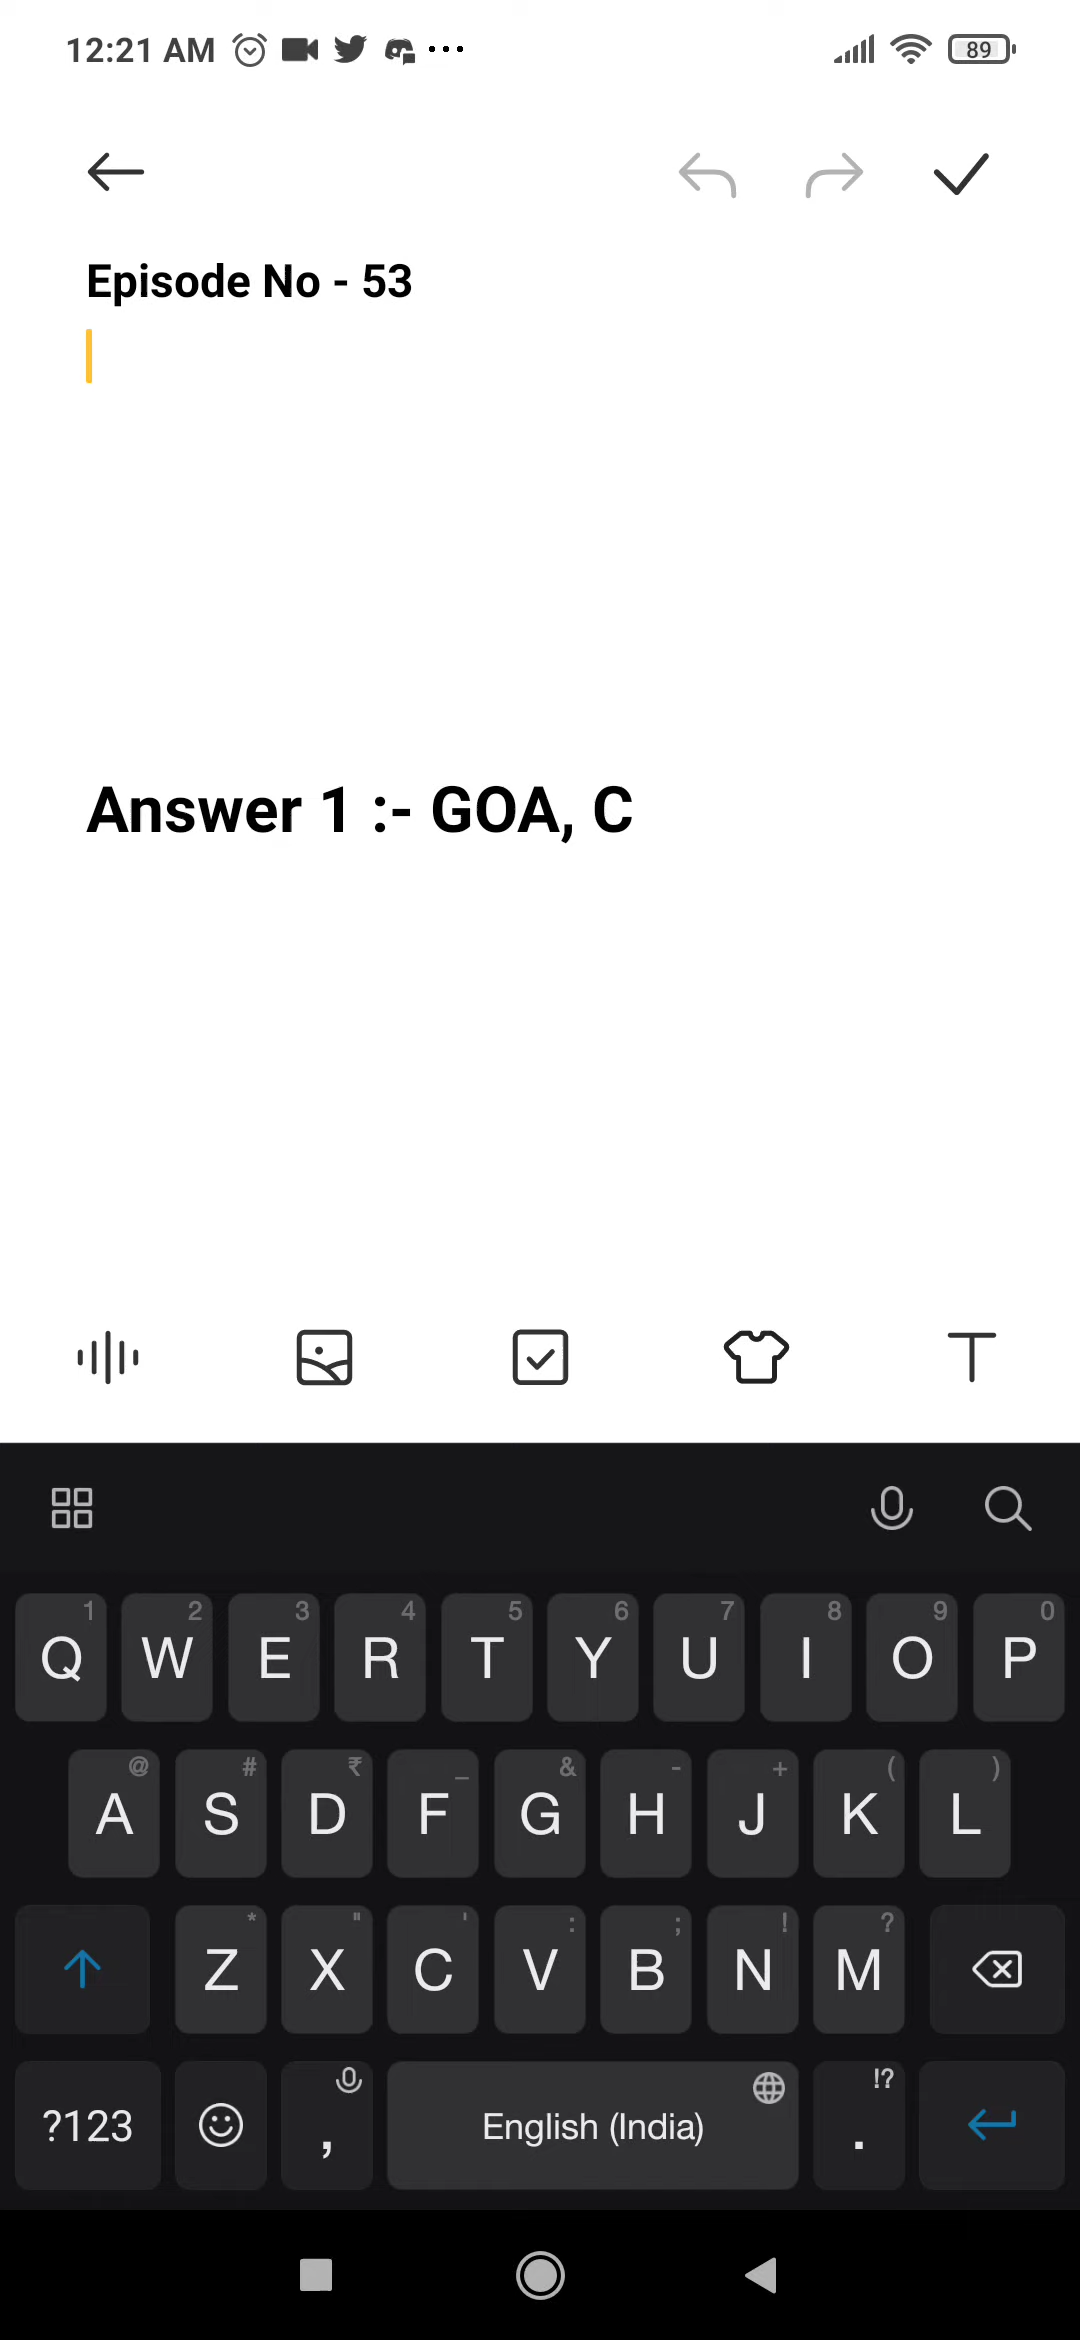 12:21 AM 89
Episode No - 53
Answer 1 :- GOA, C
1 2 3 4 5 6 7 8 9 0
Q W E R T Y U I O P
@ # ₹ _ & - + ( )
A S D F G H J K L
* " ' : ; ! ?
Z X C V B N M
!?
?123 , English (India) .